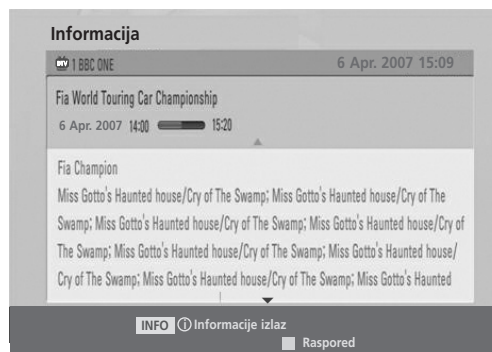 Informacija
DTV 1 BBC ONE 6 Apr. 2007 15:09
Fia World Touring Car Championship
6 Apr. 2007 14:00 15:20
Fia Champion
Miss Gotto's Haunted house/Cry of The Swamp; Miss Gotto's Haunted house/Cry of The
Swamp; Miss Gotto's Haunted house/Cry of The Swamp; Miss Gotto's Haunted house/Cry of
The Swamp; Miss Gotto's Haunted house/Cry of The Swamp; Miss Gotto's Haunted house/
Cry of The Swamp; Miss Gotto's Haunted house/Cry of The Swamp; Miss Gotto's Haunted
INFO i Informacije izlaz
Raspored